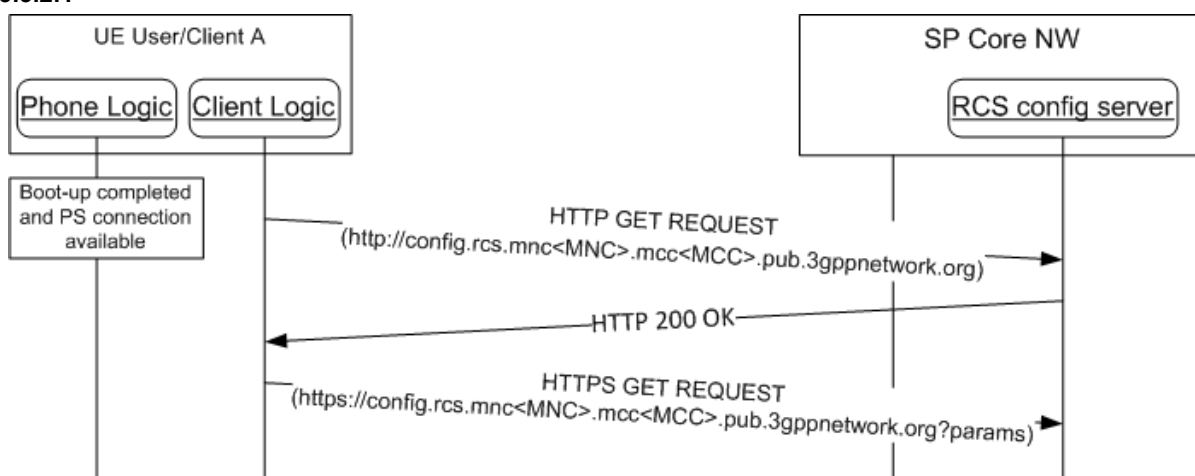 UE User/Client A
SP Core NW
Phone Logic
Client Logic
RCS config server
Boot-up completed
and PS connection
available
HTTP GET REQUEST
(http://config.rcs.mnc<MNC>.mcc<MCC>.pub.3gppnetwork.org)
HTTP 200 OK
HTTPS GET REQUEST
(https://config.rcs.mnc<MNC>.mcc<MCC>.pub.3gppnetwork.org?params)